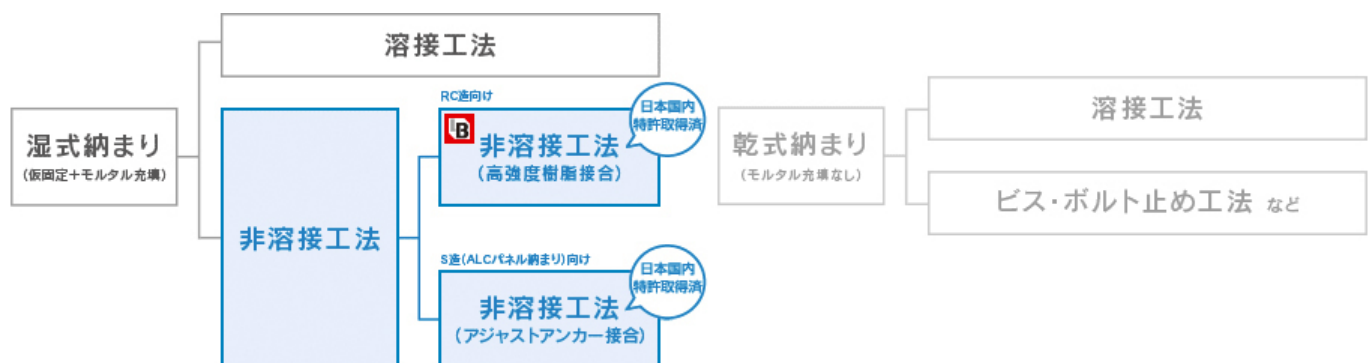 溶接工法
湿式納まり
(仮固定+モルタル充填)
非溶接工法
RC造向け
B
非溶接工法
(高強度樹脂接合)
日本国内
特許取得済
S造(ALCパネル納まり)向け
非溶接工法
(アジャストアンカー接合)
日本国内
特許取得済
乾式納まり
(モルタル充填なし)
溶接工法
ビス・ボルト止め工法 など